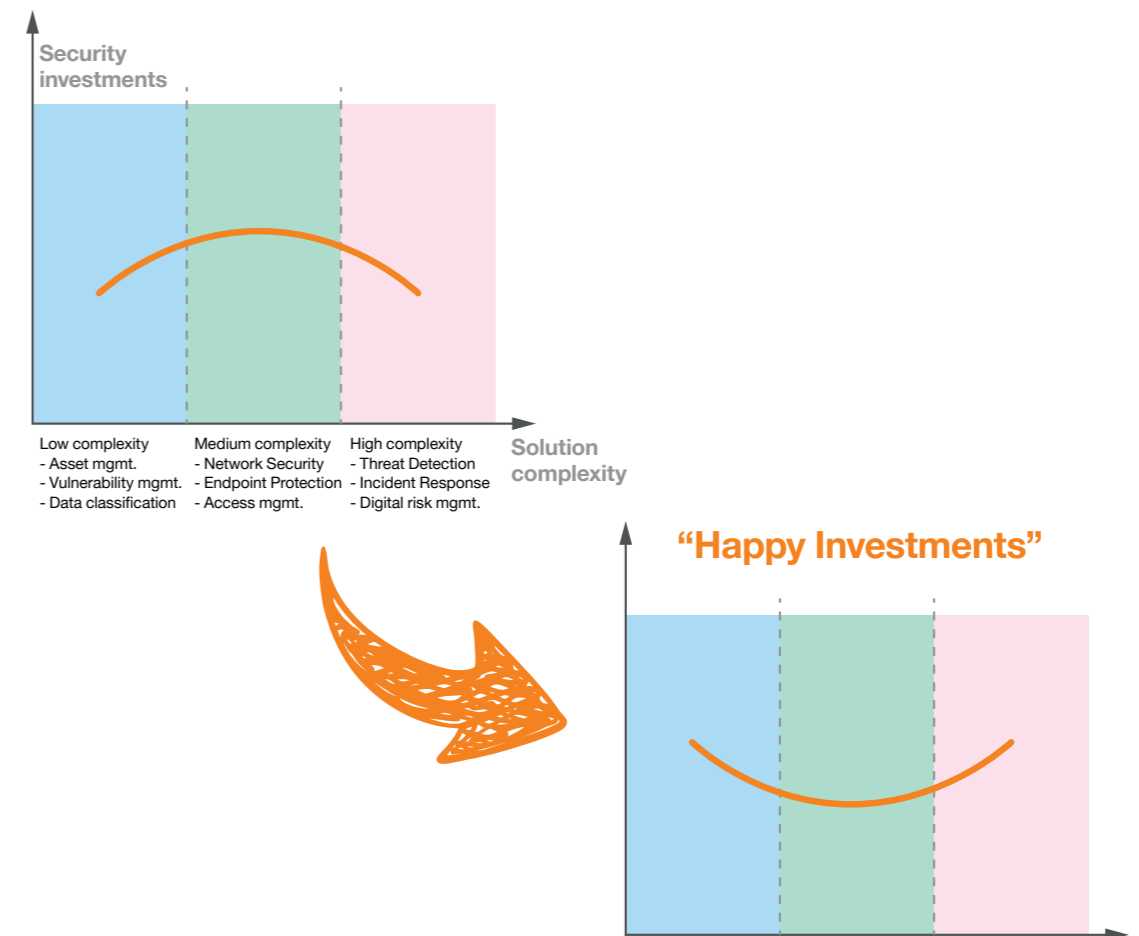 Security
investments
Low complexity
- Asset mgmt.
- Vulnerability mgmt.
- Data classification
Medium complexity
- Network Security
- Endpoint Protection
- Access mgmt.
High complexity
- Threat Detection
- Incident Response
- Digital risk mgmt.
Solution
complexity
“Happy Investments”